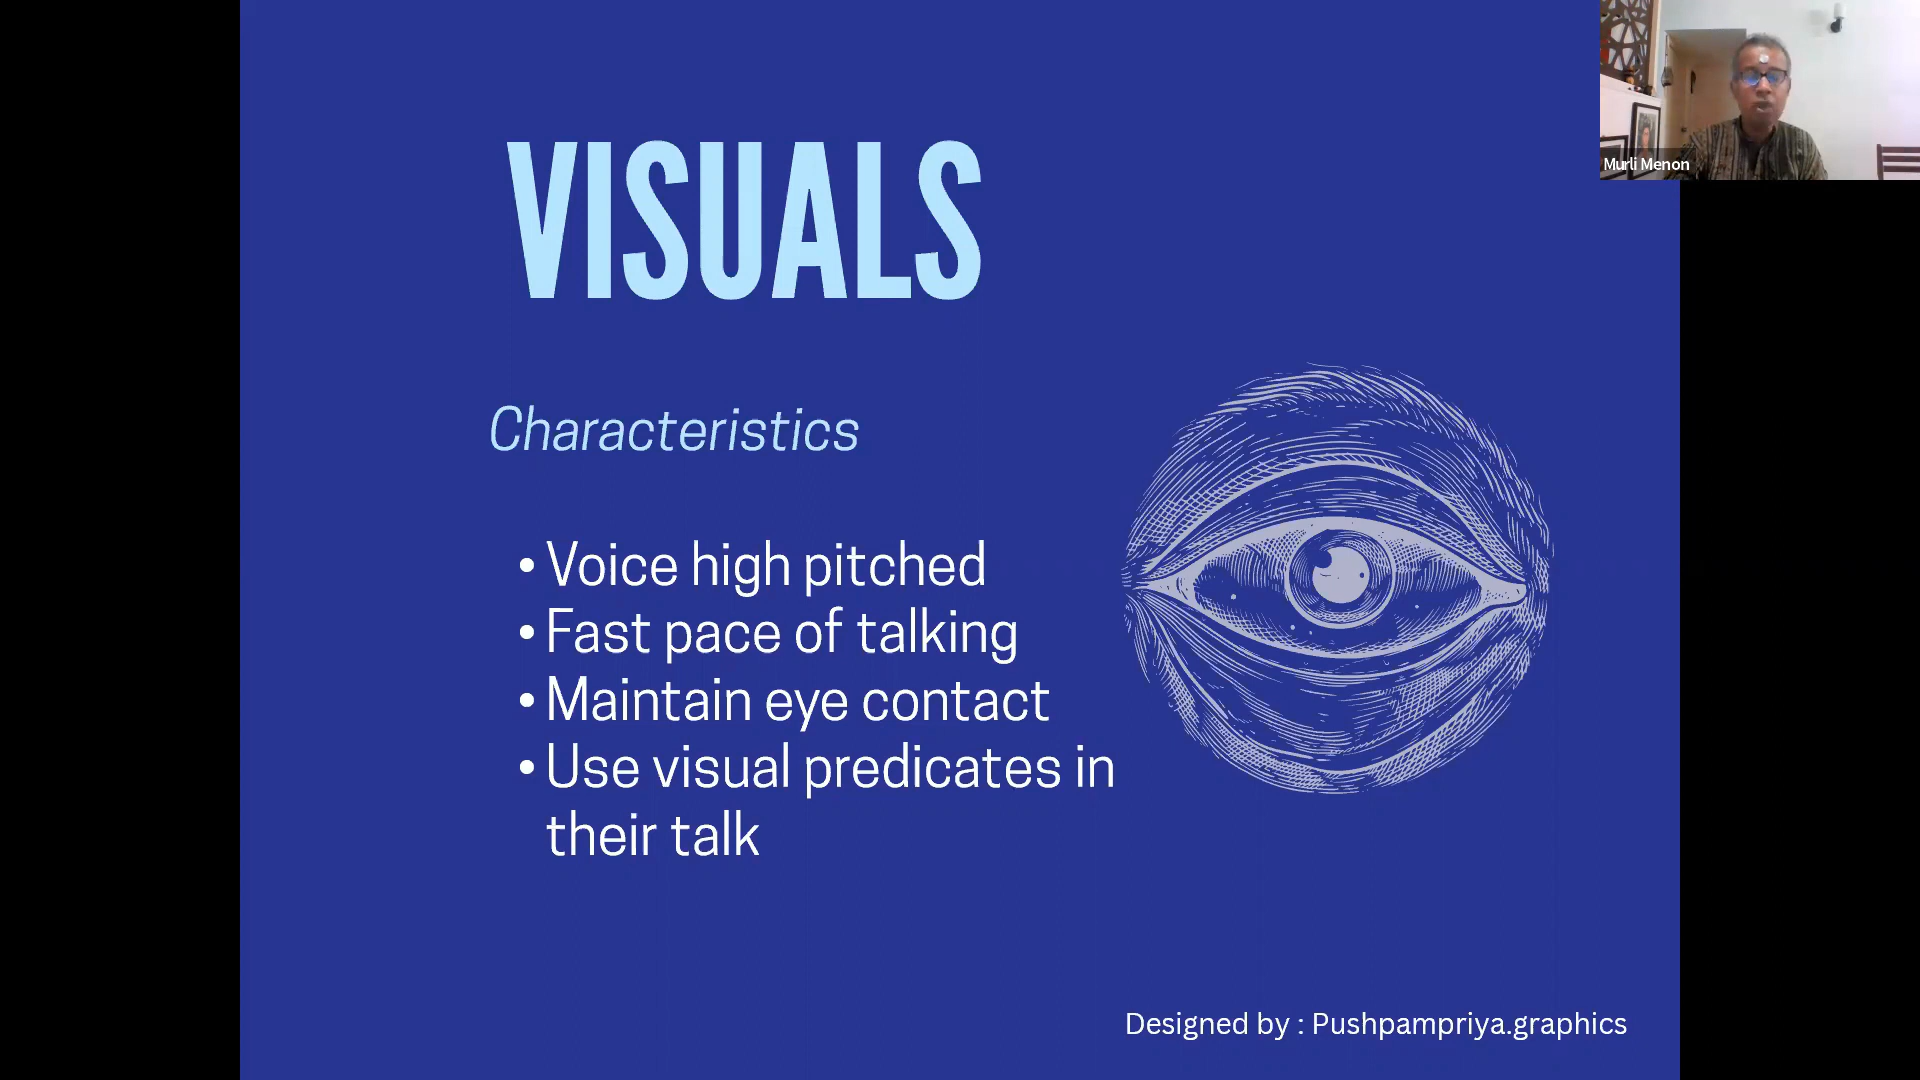 Murli Menon
VISUALS
Characteristics
• Voice high pitched
• Fast pace of talking
• Maintain eye contact
• Use visual predicates in
their talk
Designed by : Pushpampriya.graphics